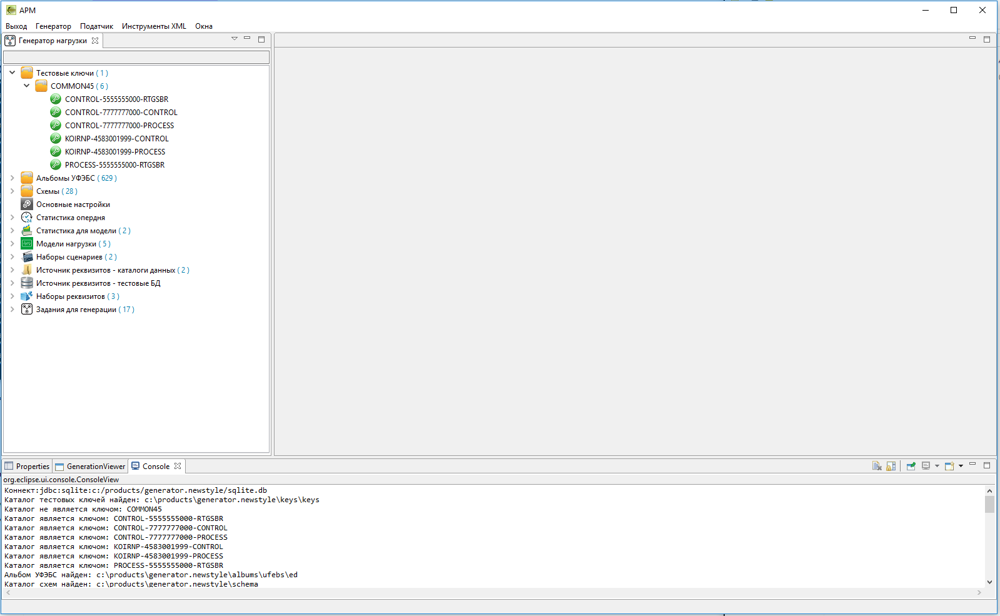 АРМ
Выход Генератор Податчик Инструменты XML Окна
Генератор нагрузки
Тестовые ключи ( 1 )
COMMON45 ( 6 )
CONTROL-5555555000-RTGSBR
CONTROL-7777777000-CONTROL
CONTROL-7777777000-PROCESS
KOIRNP-4583001999-CONTROL
KOIRNP-4583001999-PROCESS
PROCESS-5555555000-RTGSBR
Альбомы УФЭБС ( 629 )
Схемы ( 28 )
Основные настройки
Статистика опердня
Статистика для модели ( 2 )
Модели нагрузки ( 5 )
Наборы сценариев ( 2 )
Источник реквизитов - каталоги данных ( 2 )
Источник реквизитов - тестовые БД
Наборы реквизитов ( 3 )
Задания для генерации ( 17 )
Properties GenerationViewer Console
org.eclipse.ui.console.ConsoleView
Коннект:jdbc:sqlite:c:/products/generator.newstyle/sqlite.db
Каталог тестовых ключей найден: c:\products\generator.newstyle\keys\keys
Каталог не является ключом: COMMON45
Каталог является ключом: CONTROL-5555555000-RTGSBR
Каталог является ключом: CONTROL-7777777000-CONTROL
Каталог является ключом: CONTROL-7777777000-PROCESS
Каталог является ключом: KOIRNP-4583001999-CONTROL
Каталог является ключом: KOIRNP-4583001999-PROCESS
Каталог является ключом: PROCESS-5555555000-RTGSBR
Альбом УФЭБС найден: c:\products\generator.newstyle\albums\ufebs\ed
Каталог схем найден: c:\products\generator.newstyle\schema